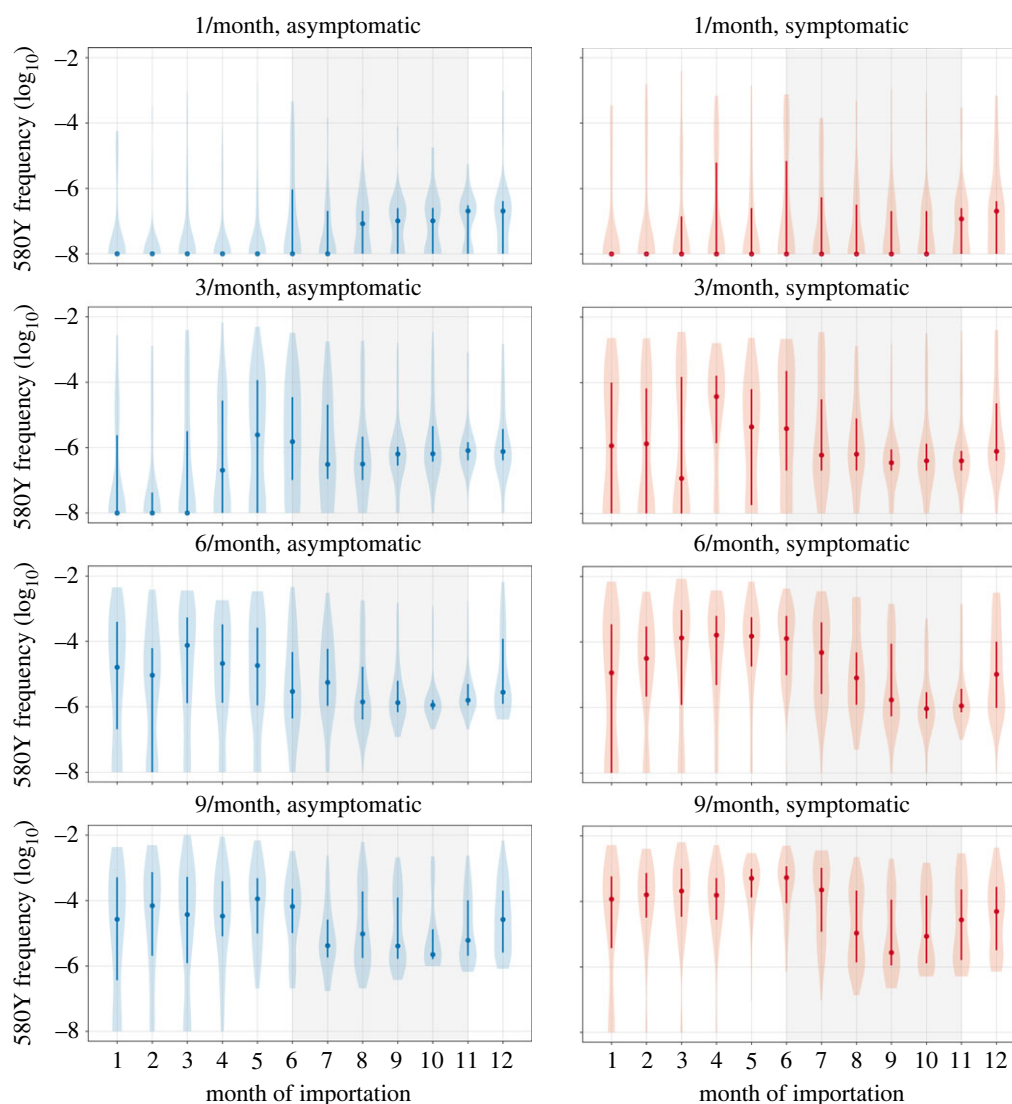 1/month, asymptomatic
1/month, symptomatic
580Y frequency (log10)
–2
–4
–6
–8
3/month, asymptomatic
3/month, symptomatic
580Y frequency (log10)
–2
–4
–6
–8
6/month, asymptomatic
6/month, symptomatic
580Y frequency (log10)
–2
–4
–6
–8
9/month, asymptomatic
9/month, symptomatic
580Y frequency (log10)
–2
–4
–6
–8
1 2 3 4 5 6 7 8 9 10 11 12
1 2 3 4 5 6 7 8 9 10 11 12
month of importation
month of importation